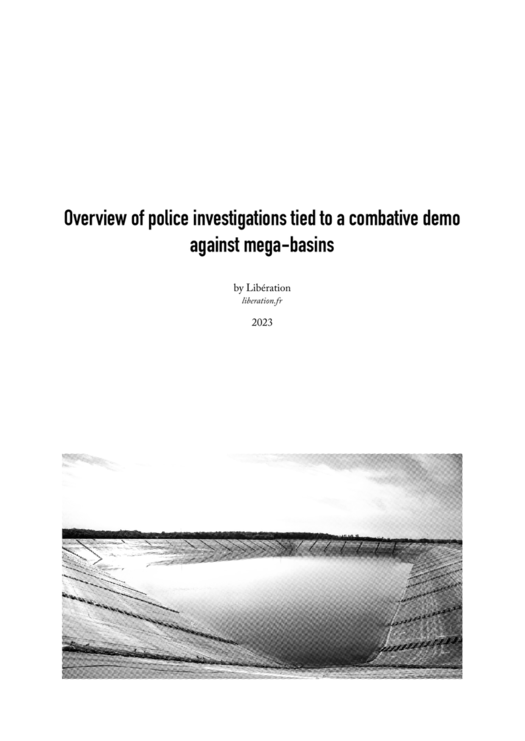 Overview of police investigations tied to a combative demo
against mega-basins
by Libération
liberation.fr
2023